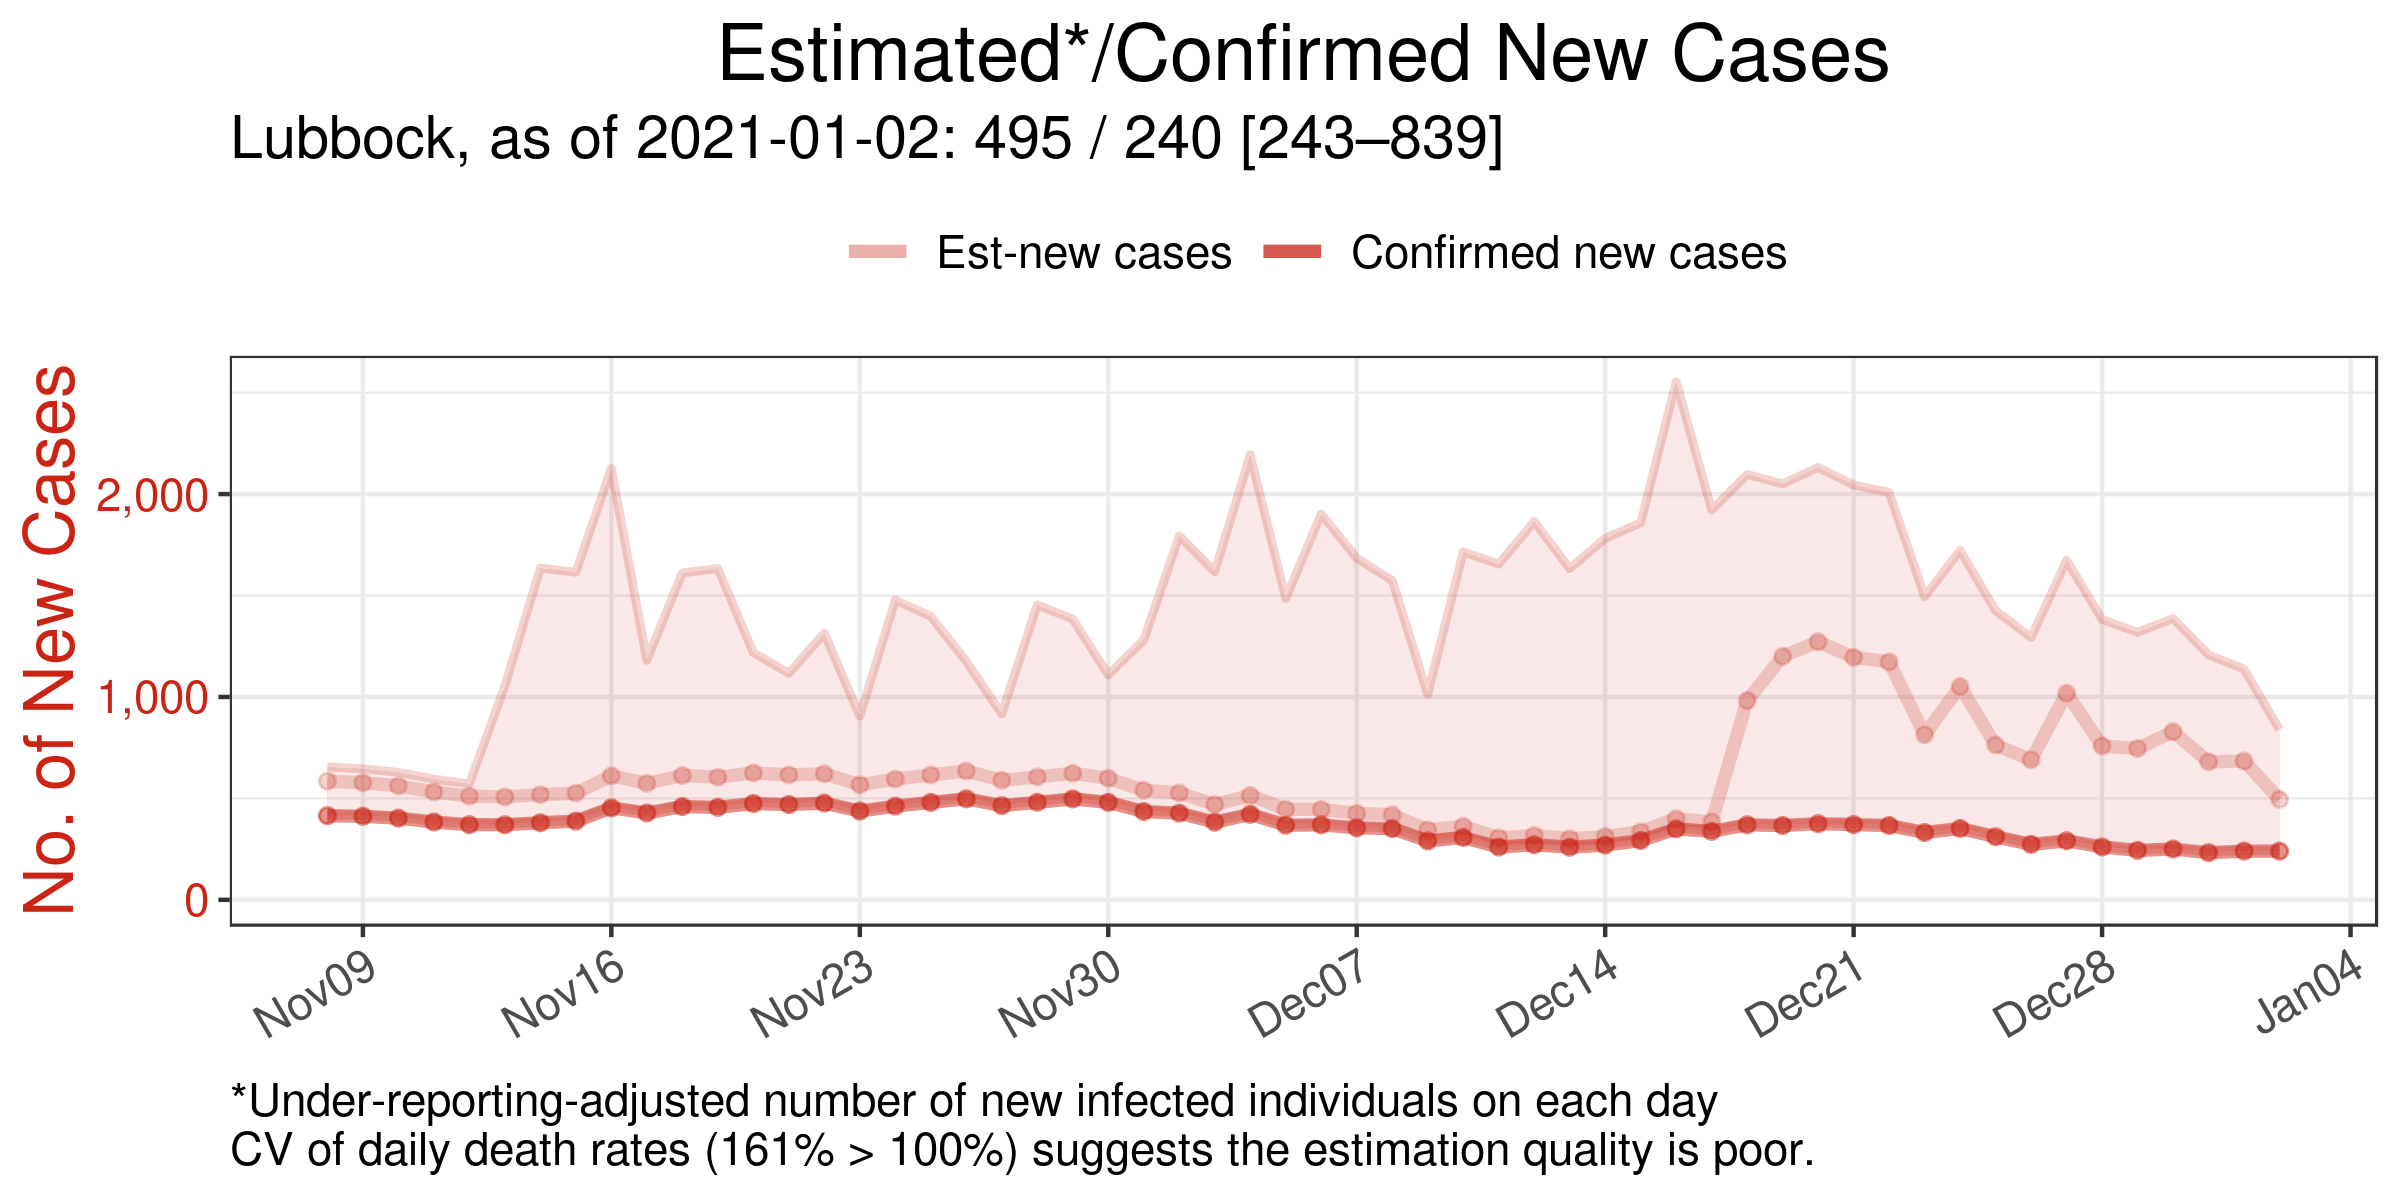 Estimated*/Confirmed New Cases
Lubbock, as of 2021-01-02: 495 / 240 [243–839]
Est-new cases
Confirmed new cases
No. of New Cases
2,000
1,000
0
Nov09
Nov16
Nov23
Nov30
Dec07
Dec14
Dec21
Dec28
Jan04
*Under-reporting-adjusted number of new infected individuals on each day
CV of daily death rates (161% > 100%) suggests the estimation quality is poor.